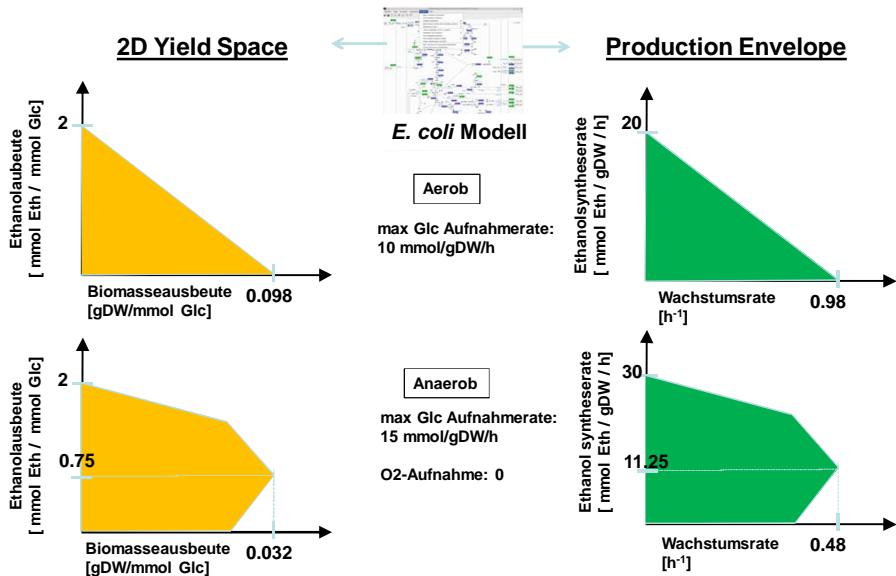 2D Yield Space
Production Envelope
E. coli Modell
Ethanolaubeute
[ mmol Eth / mmol Glc]
2
Biomasseausbeute
[gDW/mmol Glc]
0.098
Aerob
max Glc Aufnahmerate:
10 mmol/gDW/h
Ethanolsyntheserate
[ mmol Eth / gDW / h]
20
Wachstumsrate
[h-1]
0.98
Ethanolausbeute
[ mmol Eth / mmol Glc]
2
0.75
Biomasseausbeute
[gDW/mmol Glc]
0.032
Anaerob
max Glc Aufnahmerate:
15 mmol/gDW/h
O2-Aufnahme: 0
Ethanol syntheserate
[ mmol Eth / gDW / h]
30
11.25
Wachstumsrate
[h-1]
0.48